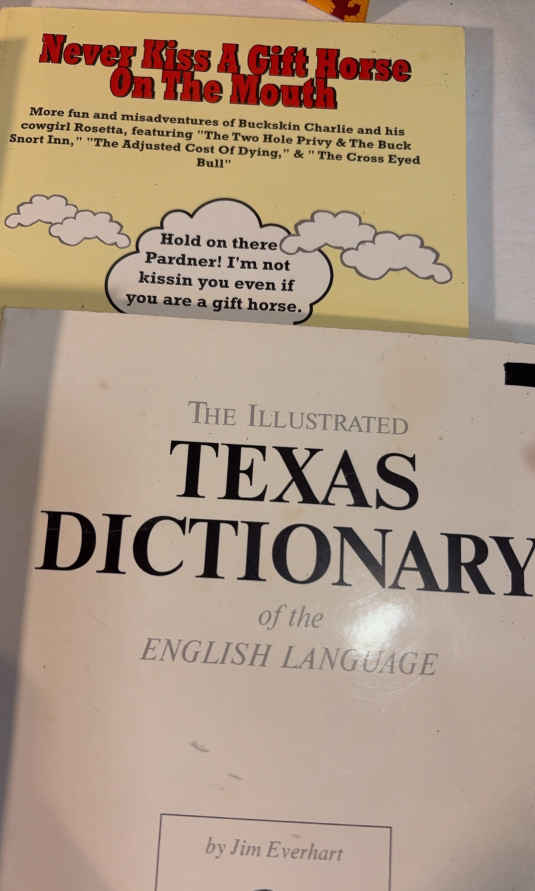 Never Kiss A Gift Horse
On The Mouth
More fun and misadventures of Buckskin Charlie and his
cowgirl Rosetta, featuring "The Two Hole Privy & The Buck
Snort Inn," "The Adjusted Cost Of Dying," & " The Cross Eyed
Bull"
Hold on there
Pardner! I'm not
kissin you even if
you are a gift horse.
THE ILLUSTRATED
TEXAS
DICTIONARY
of the
ENGLISH LANGUAGE
by Jim Everhart